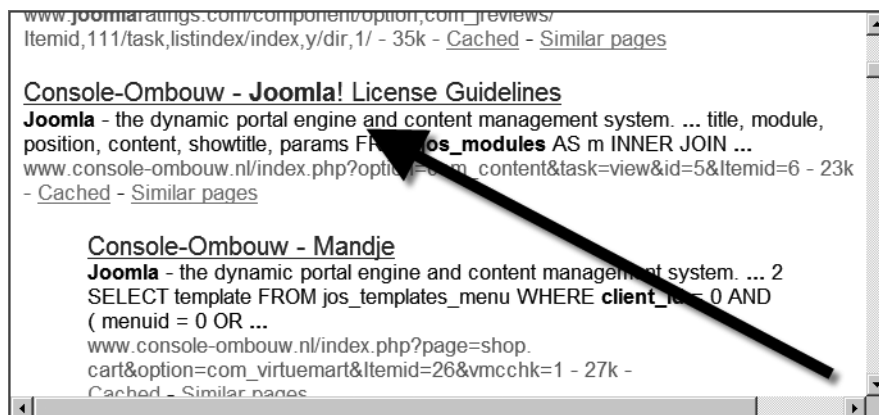 www.joomlaratings.com/component/option,com_jreviews/
Itemid,111/task,listindex/index,y/dir,1/ - 35k - Cached - Similar pages
Console-Ombouw - Joomla! License Guidelines
Joomla - the dynamic portal engine and content management system. ... title, module,
position, content, showtitle, params jos_modules AS m INNER JOIN ...
www.console-ombouw.nl/index.php?option=com_content&task=view&id=5&Itemid=6 - 23k
- Cached - Similar pages
Console-Ombouw - Mandje
Joomla - the dynamic portal engine and content management system. ... 2
SELECT template FROM jos_templates_menu WHERE client_id = 0 AND
( menuid = 0 OR ...
www.console-ombouw.nl/index.php?page=shop.
cart&option=com_virtuemart&Itemid=26&vmcchk=1 - 27k -
Cached - Similar pages